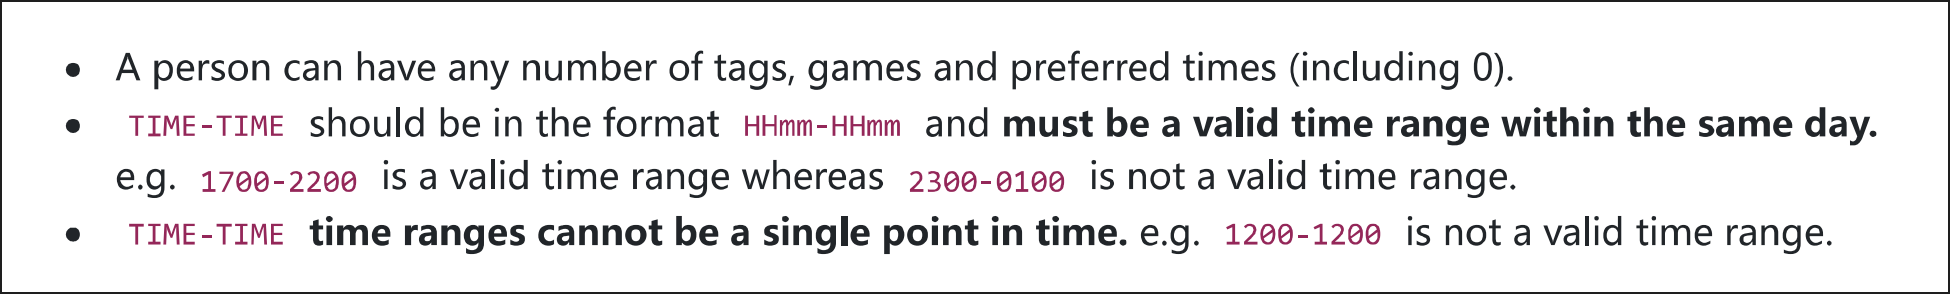 • A person can have any number of tags, games and preferred times (including 0).
• TIME-TIME should be in the format HHmm-HHmm and must be a valid time range within the same day.
e.g. 1700-2200 is a valid time range whereas 2300-0100 is not a valid time range.
• TIME-TIME time ranges cannot be a single point in time. e.g. 1200-1200 is not a valid time range.